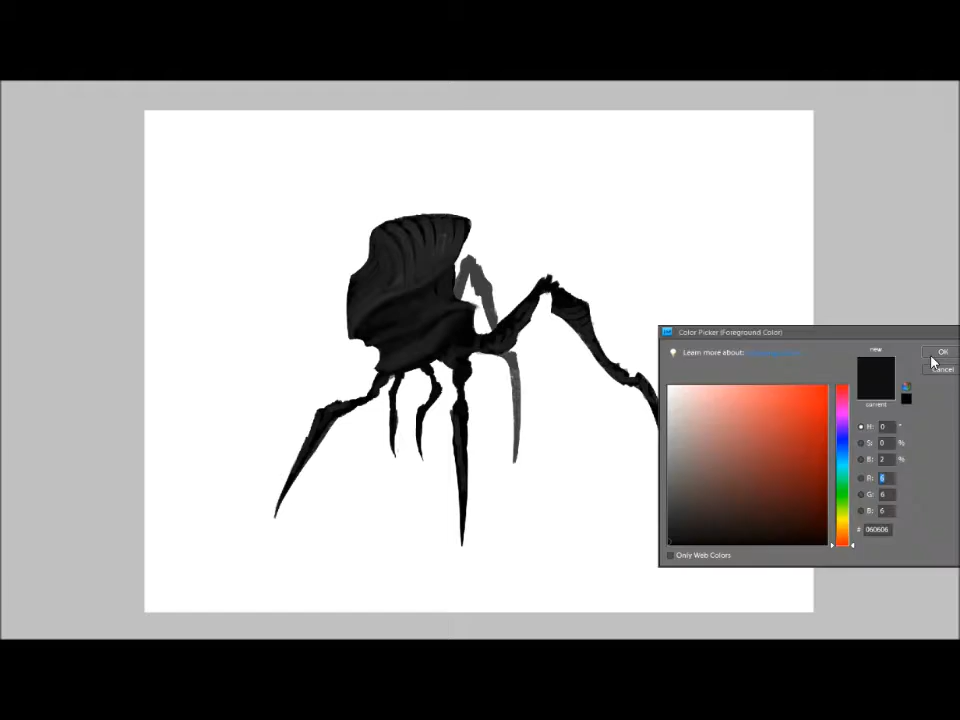 Color Picker (Foreground Color)
Learn more about:
new
OK
Cancel
current
H: 0 °
S: 0 %
B: 2 %
R: 6
G: 6
B: 6
# 060606
Only Web Colors